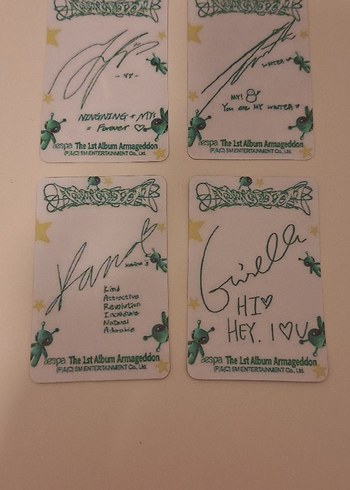 NINGNING + MY
= Forever ♡
aespa The 1st Album Armageddon
(P)&(C) SM ENTERTAINMENT Co., Ltd.
WINTER
MY!
You are my winter♥
aespa The 1st Album Armageddon
(P)&(C) SM ENTERTAINMENT Co., Ltd.
Karina
Kind
Attractive
Revolution
Incredible
Natural
Adorable
aespa The 1st Album Armageddon
(P)&(C) SM ENTERTAINMENT Co., Ltd.
Giselle
HI♡
HEY. I♡U
aespa The 1st Album Armageddon
(P)&(C) SM ENTERTAINMENT Co., Ltd.